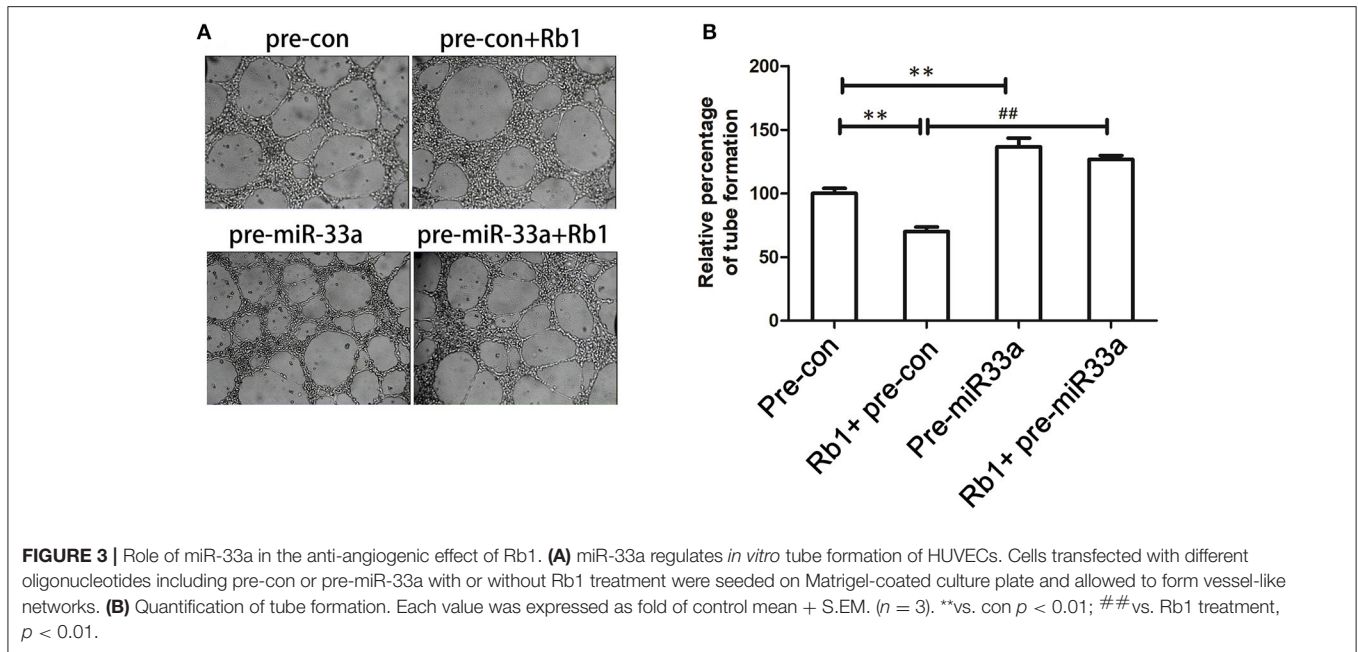 A
pre-con
pre-con+Rb1
pre-miR-33a
pre-miR-33a+Rb1
B
Relative percentage
of tube formation
200
150
100
50
0
**
**
##
Pre-con
Rb1+ pre-con
Pre-miR33a
Rb1+ pre-miR33a
FIGURE 3 | Role of miR-33a in the anti-angiogenic effect of Rb1. (A) miR-33a regulates in vitro tube formation of HUVECs. Cells transfected with different
oligonucleotides including pre-con or pre-miR-33a with or without Rb1 treatment were seeded on Matrigel-coated culture plate and allowed to form vessel-like
networks. (B) Quantification of tube formation. Each value was expressed as fold of control mean + S.EM. (n = 3). **vs. con p < 0.01; ##vs. Rb1 treatment,
p < 0.01.